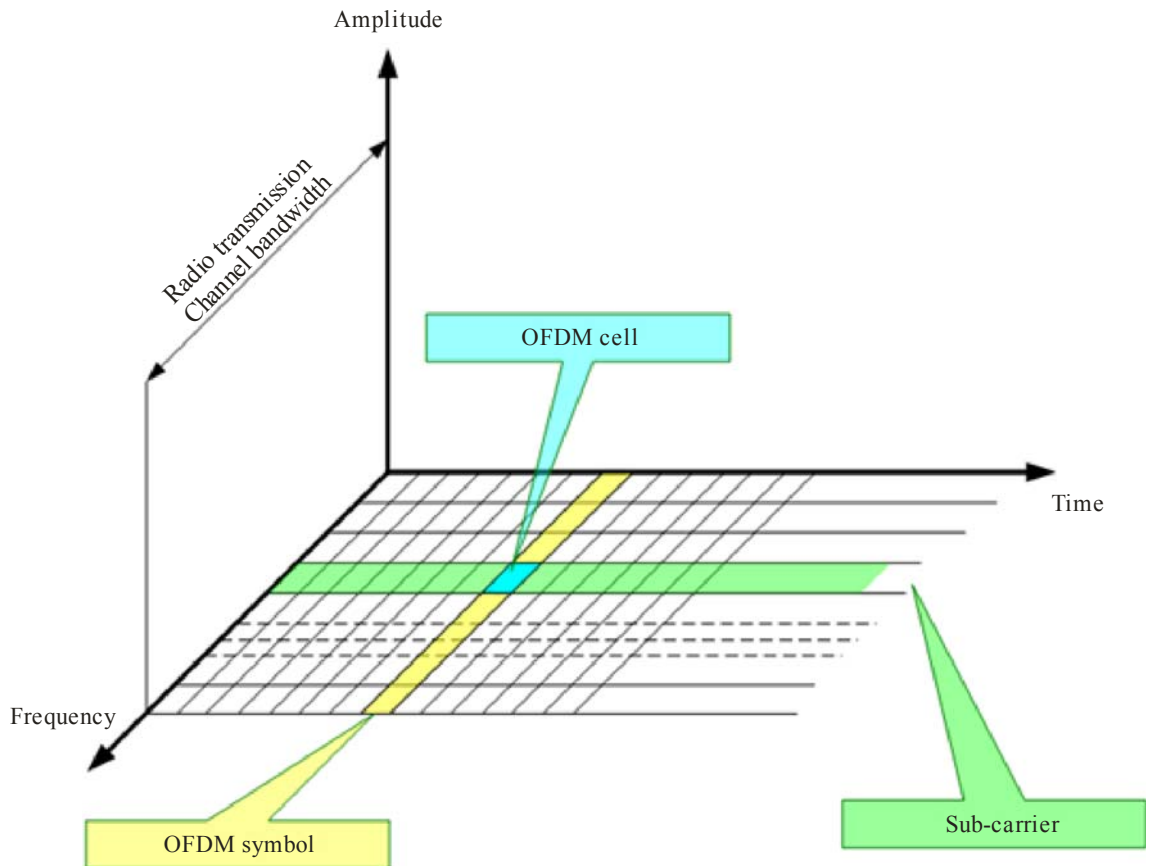 Amplitude
Radio transmission
Channel bandwidth
OFDM cell
Time
Frequency
Sub-carrier
OFDM symbol